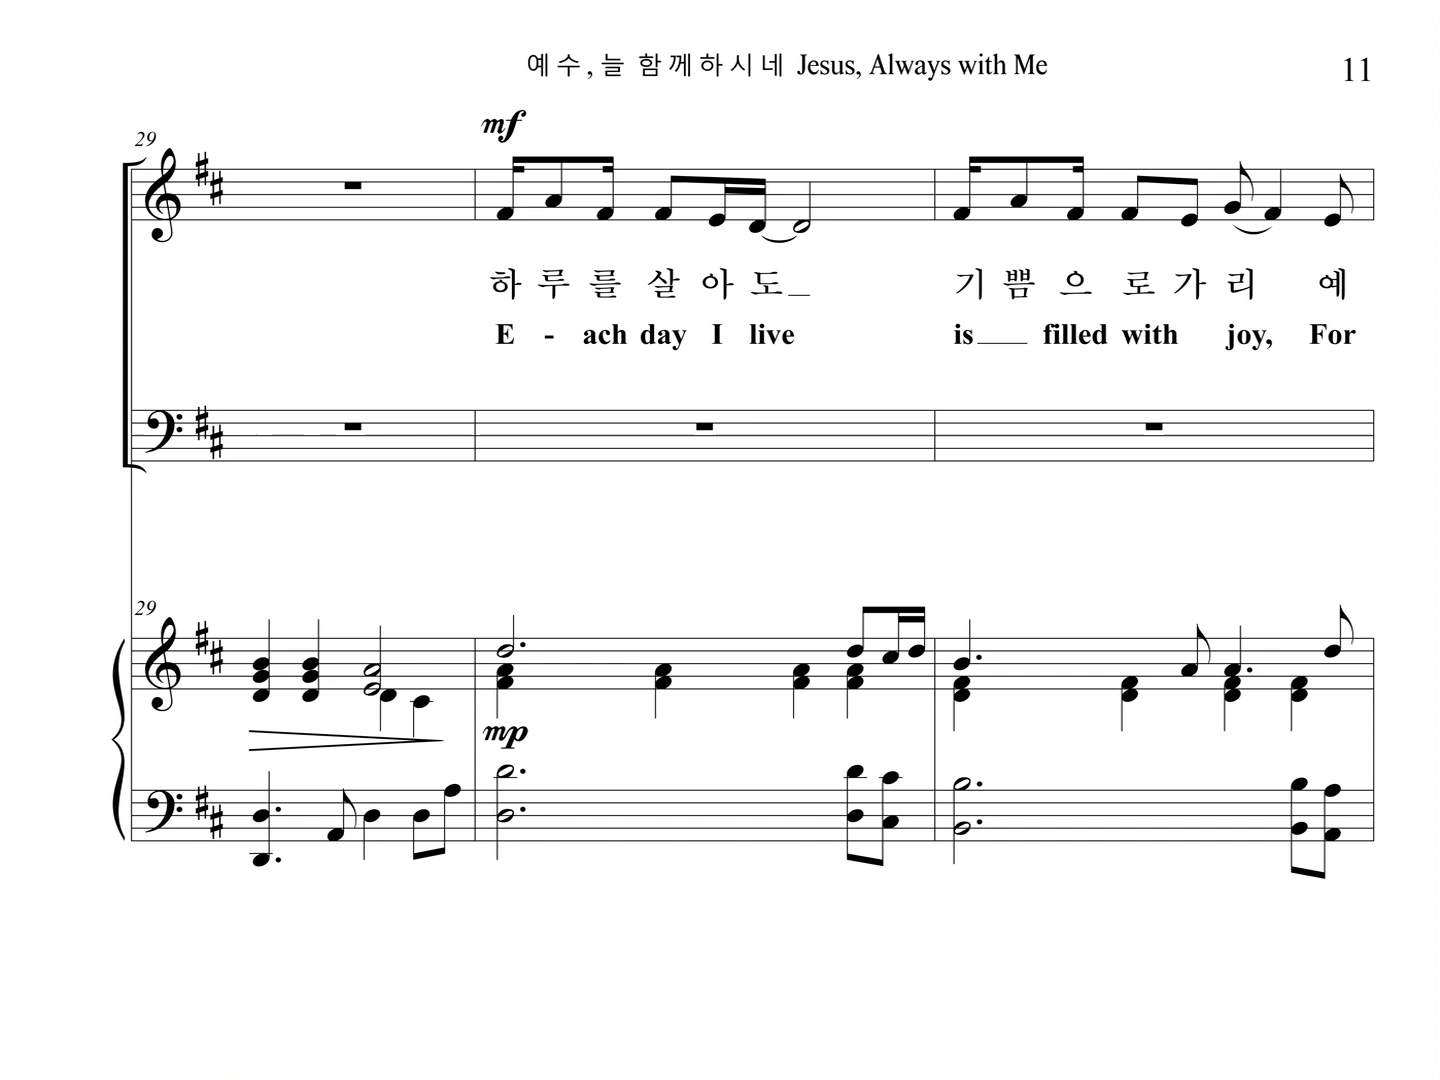 예수, 늘 함께하시네 Jesus, Always with Me
11
29
mf
하 루 를 살 아 도_
기 쁨 으 로 가 리 예
E - ach day I live
is___ filled with joy, For
29
mp